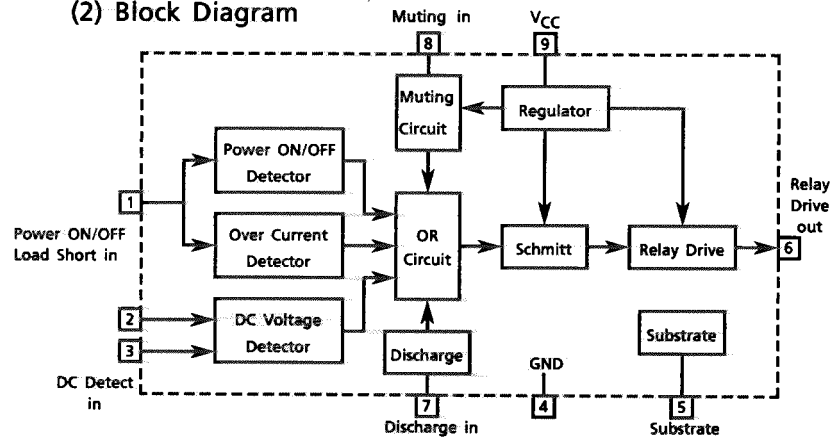 (2) Block Diagram
Muting in
VCC
8
9
Muting
Circuit
Regulator
Power ON/OFF
Detector
1
Power ON/OFF
Load Short in
Over Current
Detector
OR
Circuit
Schmitt
Relay Drive
Relay
Drive
out
6
2
3
DC Voltage
Detector
DC Detect
in
Discharge
GND
Substrate
7
4
5
Discharge in
Substrate